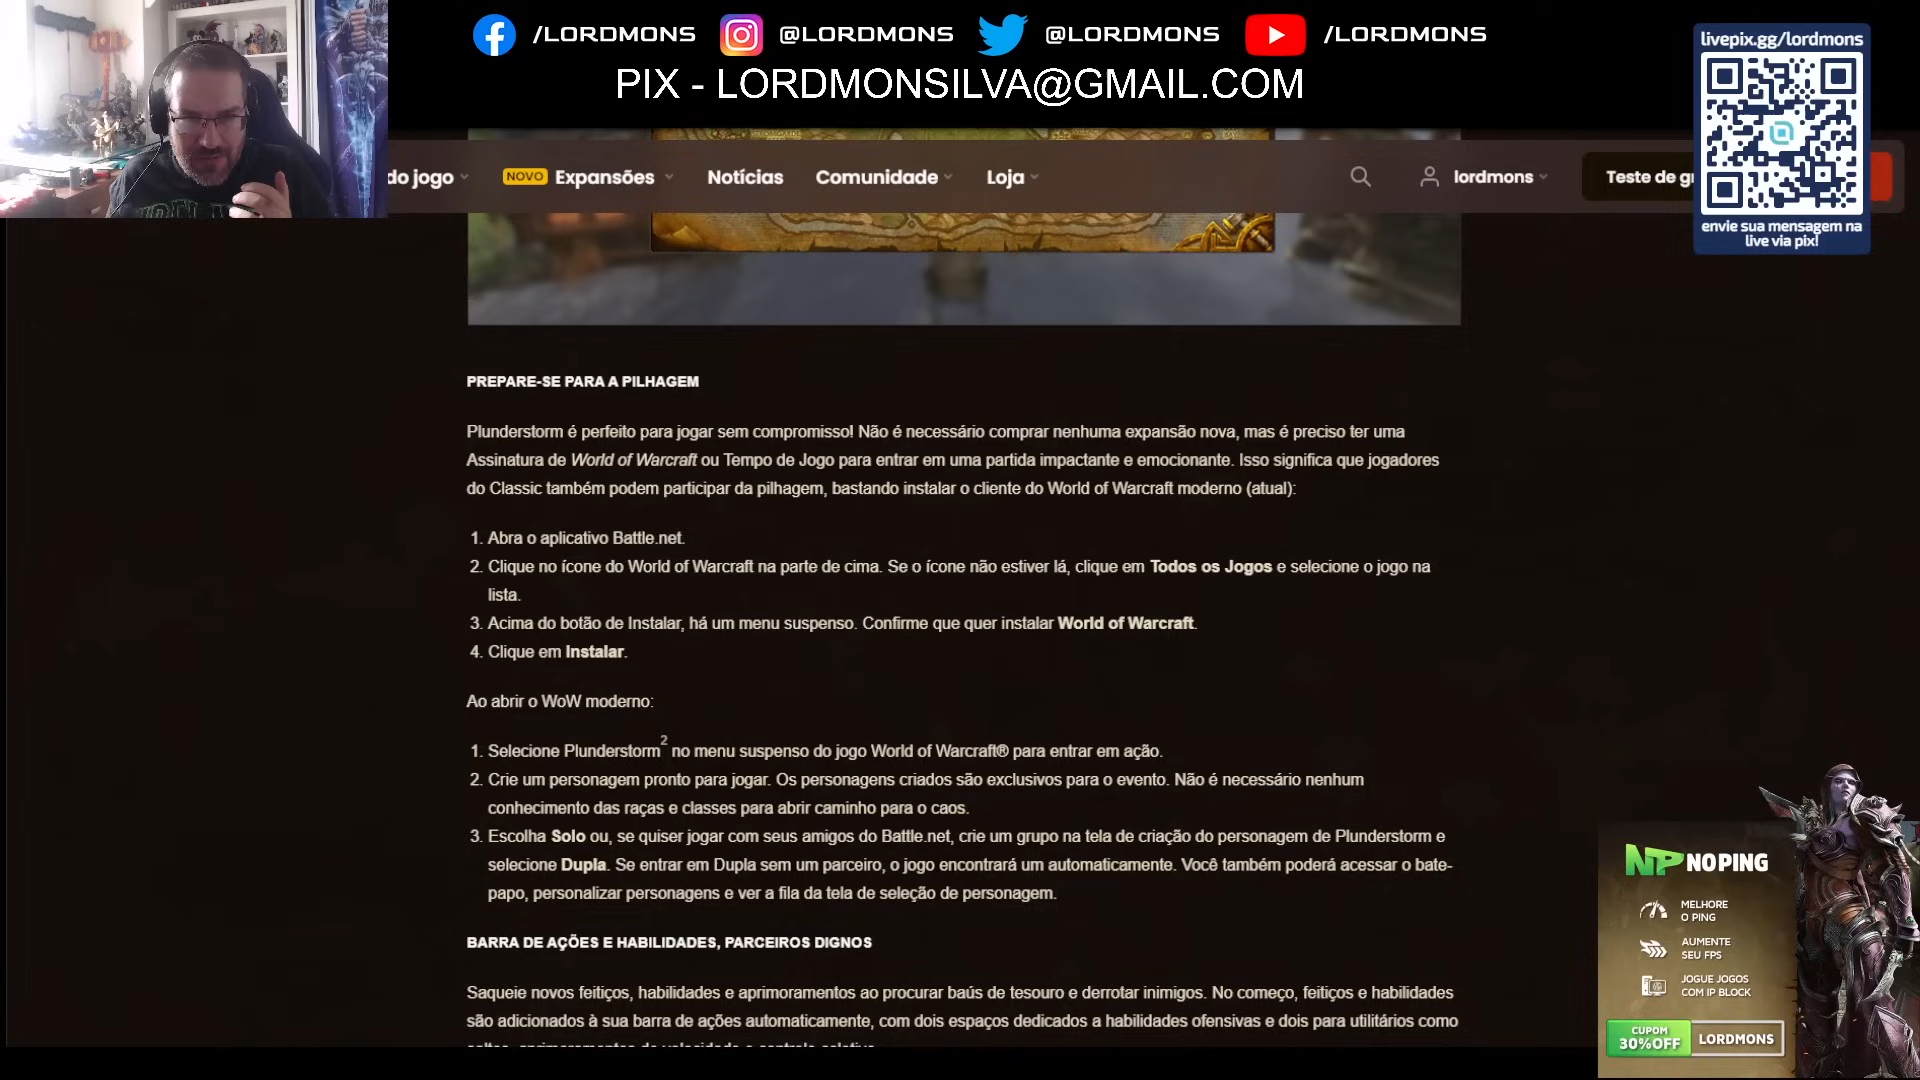 /LORDMONS @LORDMONS @LORDMONS /LORDMONS
PIX - LORDMONSILVA@GMAIL.COM
livepix.gg/lordmons
envie sua mensagem na
live via pix!
do jogo NOVO Expansões Notícias Comunidade Loja lordmons Teste de gr
PREPARE-SE PARA A PILHAGEM
Plunderstorm é perfeito para jogar sem compromisso! Não é necessário comprar nenhuma expansão nova, mas é preciso ter uma
Assinatura de World of Warcraft ou Tempo de Jogo para entrar em uma partida impactante e emocionante. Isso significa que jogadores
do Classic também podem participar da pilhagem, bastando instalar o cliente do World of Warcraft moderno (atual):
1. Abra o aplicativo Battle.net.
2. Clique no ícone do World of Warcraft na parte de cima. Se o ícone não estiver lá, clique em Todos os Jogos e selecione o jogo na
lista.
3. Acima do botão de Instalar, há um menu suspenso. Confirme que quer instalar World of Warcraft.
4. Clique em Instalar.
Ao abrir o WoW moderno:
1. Selecione Plunderstorm2 no menu suspenso do jogo World of Warcraft® para entrar em ação.
2. Crie um personagem pronto para jogar. Os personagens criados são exclusivos para o evento. Não é necessário nenhum
conhecimento das raças e classes para abrir caminho para o caos.
3. Escolha Solo ou, se quiser jogar com seus amigos do Battle.net, crie um grupo na tela de criação do personagem de Plunderstorm e
selecione Dupla. Se entrar em Dupla sem um parceiro, o jogo encontrará um automaticamente. Você também poderá acessar o bate-
papo, personalizar personagens e ver a fila da tela de seleção de personagem.
BARRA DE AÇÕES E HABILIDADES, PARCEIROS DIGNOS
Saqueie novos feitiços, habilidades e aprimoramentos ao procurar baús de tesouro e derrotar inimigos. No começo, feitiços e habilidades
são adicionados à sua barra de ações automaticamente, com dois espaços dedicados a habilidades ofensivas e dois para utilitários como
NP NOPING
MELHORE
O PING
AUMENTE
SEU FPS
JOGUE JOGOS
COM IP BLOCK
CUPOM
30%OFF LORDMONS